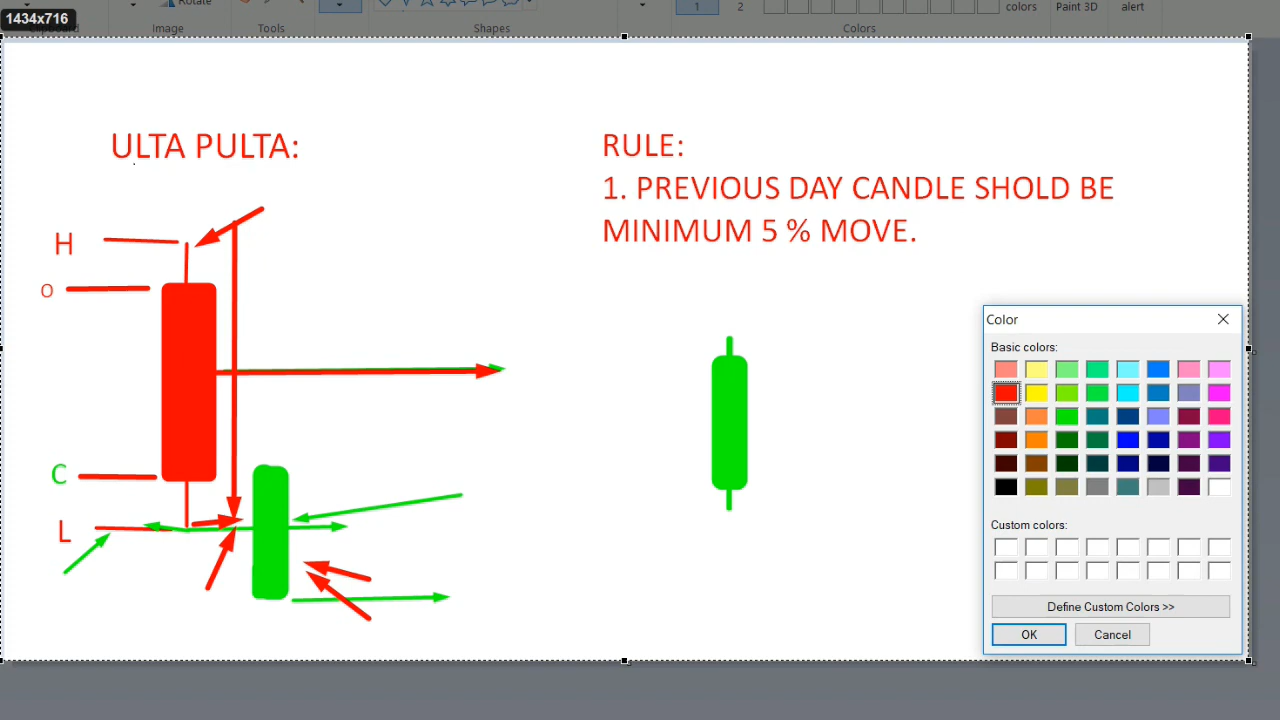 1434x716
Rotate
1
2
colors
Paint 3D
alert
Image
Tools
Shapes
Colors
ULTA PULTA:
RULE:
1. PREVIOUS DAY CANDLE SHOLD BE
MINIMUM 5 % MOVE.
H
O
C
L
Color
Basic colors:
Custom colors:
Define Custom Colors >>
OK
Cancel